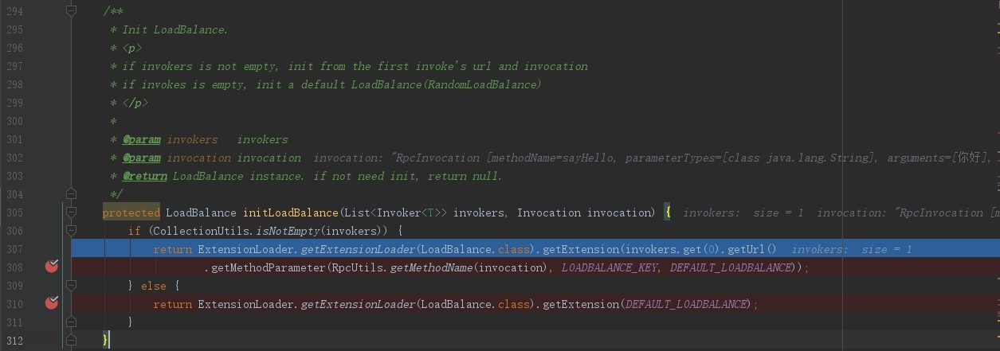 294 /**
295 * Init LoadBalance.
296 * <p>
297 * if invokers is not empty, init from the first invoke's url and invocation
298 * if invokes is empty, init a default LoadBalance(RandomLoadBalance)
299 * </p>
300 *
301 * @param invokers   invokers
302 * @param invocation invocation  invocation: "RpcInvocation [methodName=sayHello, parameterTypes=[class java.lang.String], arguments=[你好],
303 * @return LoadBalance instance. if not need init, return null.
304 */
305 protected LoadBalance initLoadBalance(List<Invoker<T>> invokers, Invocation invocation) {  invokers:  size = 1  invocation: "RpcInvocation [m
306 if (CollectionUtils.isNotEmpty(invokers)) {
307 return ExtensionLoader.getExtensionLoader(LoadBalance.class).getExtension(invokers.get(0).getUrl()  invokers:  size = 1
308 .getMethodParameter(RpcUtils.getMethodName(invocation), LOADBALANCE_KEY, DEFAULT_LOADBALANCE));
309 } else {
310 return ExtensionLoader.getExtensionLoader(LoadBalance.class).getExtension(DEFAULT_LOADBALANCE);
311 }
312 }